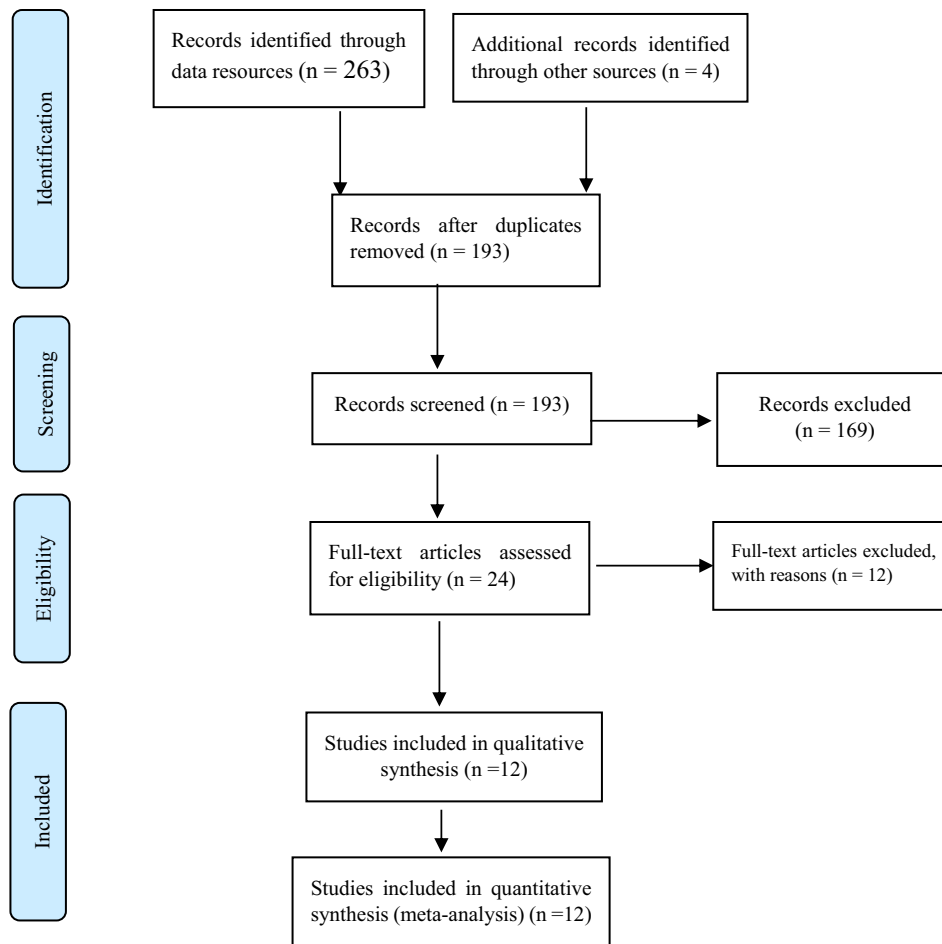 Identification
Records identified through
data resources (n = 263)
Additional records identified
through other sources (n = 4)
Records after duplicates
removed (n = 193)
Screening
Records screened (n = 193)
Records excluded
(n = 169)
Eligibility
Full-text articles assessed
for eligibility (n = 24)
Full-text articles excluded,
with reasons (n = 12)
Included
Studies included in qualitative
synthesis (n =12)
Studies included in quantitative
synthesis (meta-analysis) (n =12)